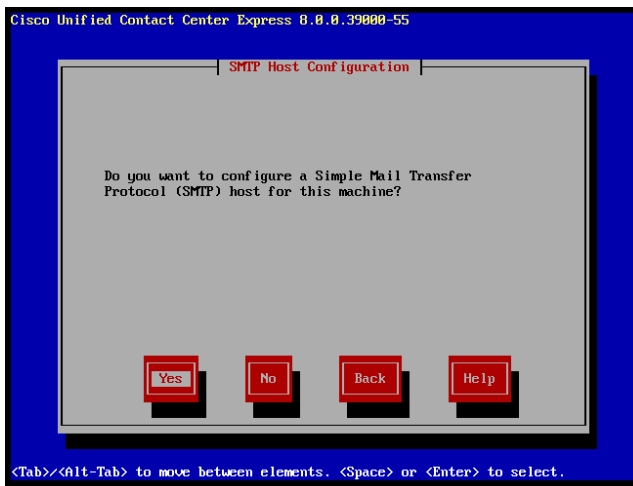 Cisco Unified Contact Center Express 8.0.0.39000-55
SMTP Host Configuration
Do you want to configure a Simple Mail Transfer
Protocol (SMTP) host for this machine?
Yes No Back Help
<Tab>/<Alt-Tab> to move between elements. <Space> or <Enter> to select.